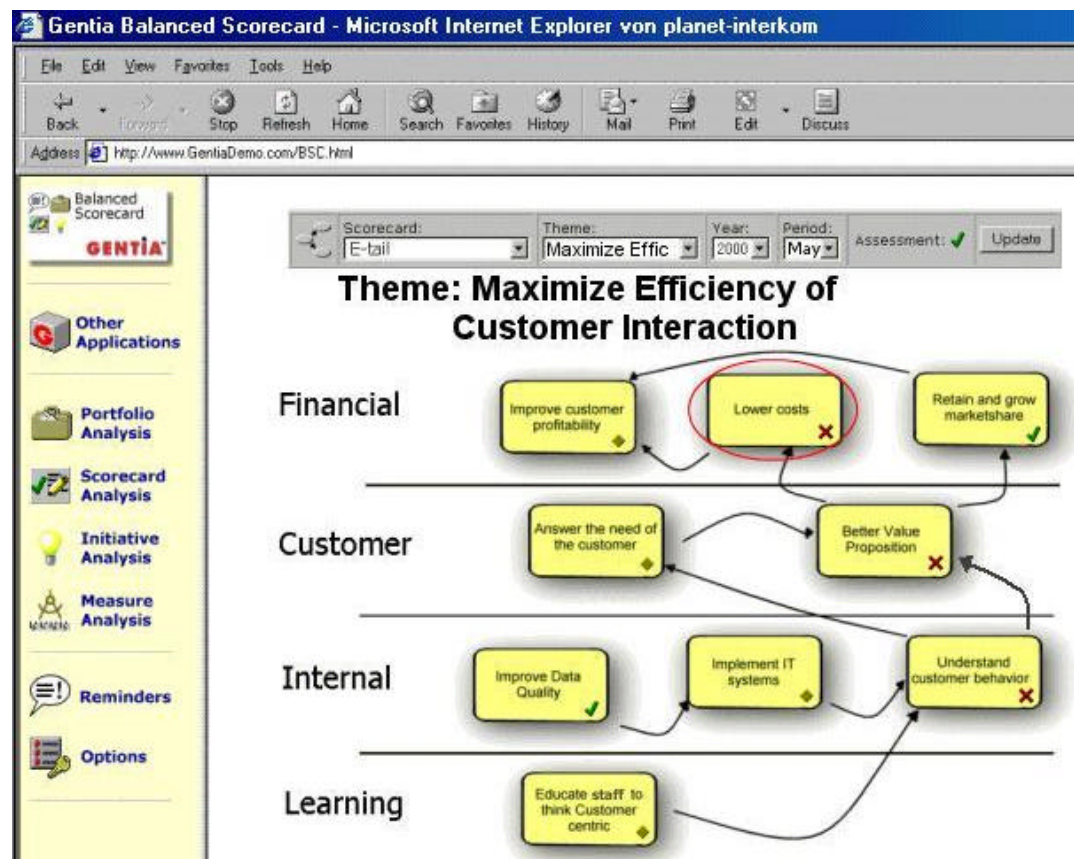 Gentia Balanced Scorecard - Microsoft Internet Explorer von planet-interkom
File Edit View Favorites Tools Help
Back Forward Stop Refresh Home Search Favorites History Mail Print Edit Discuss
Address http://www.GentiaDemo.com/BSC.html
Balanced
Scorecard
GENTIA
Other
Applications
Portfolio
Analysis
Scorecard
Analysis
Initiative
Analysis
Measure
Analysis
Reminders
Options
Scorecard: Theme: Year: Period:
E-tail Maximize Effic 2000 May Assessment: Update
Theme: Maximize Efficiency of
Customer Interaction
Financial
Improve customer
profitability
Lower costs
Retain and grow
marketshare
Customer
Answer the need of
the customer
Better Value
Proposition
Internal
Improve Data
Quality
Implement IT
systems
Understand
customer behavior
Learning
Educate staff to
think Customer
centric